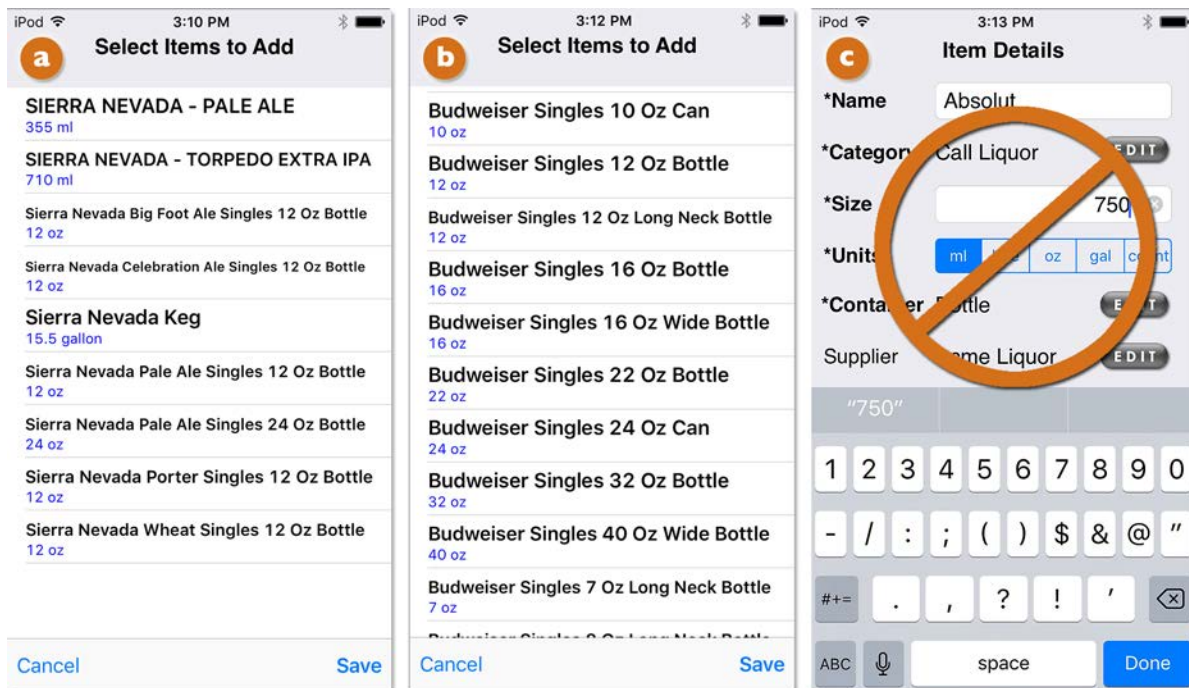 iPod 3:10 PM
a Select Items to Add
SIERRA NEVADA - PALE ALE
355 ml
SIERRA NEVADA - TORPEDO EXTRA IPA
710 ml
Sierra Nevada Big Foot Ale Singles 12 Oz Bottle
12 oz
Sierra Nevada Celebration Ale Singles 12 Oz Bottle
12 oz
Sierra Nevada Keg
15.5 gallon
Sierra Nevada Pale Ale Singles 12 Oz Bottle
12 oz
Sierra Nevada Pale Ale Singles 24 Oz Bottle
24 oz
Sierra Nevada Porter Singles 12 Oz Bottle
12 oz
Sierra Nevada Wheat Singles 12 Oz Bottle
12 oz
Cancel Save
iPod 3:12 PM
b Select Items to Add
Budweiser Singles 10 Oz Can
10 oz
Budweiser Singles 12 Oz Bottle
12 oz
Budweiser Singles 12 Oz Long Neck Bottle
12 oz
Budweiser Singles 16 Oz Bottle
16 oz
Budweiser Singles 16 Oz Wide Bottle
16 oz
Budweiser Singles 22 Oz Bottle
22 oz
Budweiser Singles 24 Oz Can
24 oz
Budweiser Singles 32 Oz Bottle
32 oz
Budweiser Singles 40 Oz Wide Bottle
40 oz
Budweiser Singles 7 Oz Long Neck Bottle
7 oz
Budweiser Singles 8 Oz Long Neck Bottle
Cancel Save
iPod 3:13 PM
c Item Details
*Name Absolut
*Category Call Liquor EDIT
*Size 750
*Units ml oz gal
*Container Bottle EDIT
Supplier Liquor EDIT
"750"
1 2 3 4 5 6 7 8 9 0
- / : ; ( ) $ & @ "
#+= . , ? ! '
ABC space Done